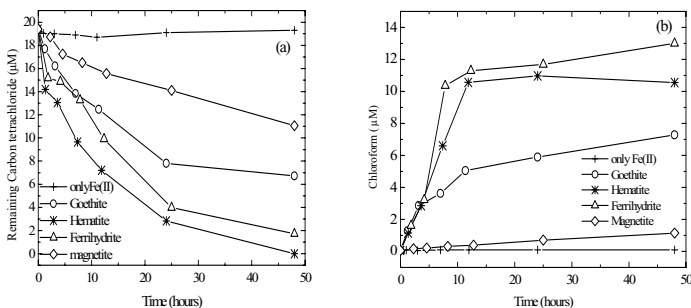 20
18
16
14
12
10
8
6
4
2
0
Remaining Carbon tetrachloride (µM)
(a)
onlyFe(II)
Goethite
Hematite
Ferrihydrite
magnetite
0 10 20 30 40 50
Time (hours)
14
12
10
8
6
4
2
0
Chloroform (µM)
(b)
only Fe(II)
Goethite
Hematite
Ferrihydrite
Magnetite
0 10 20 30 40 50
Time (hours)